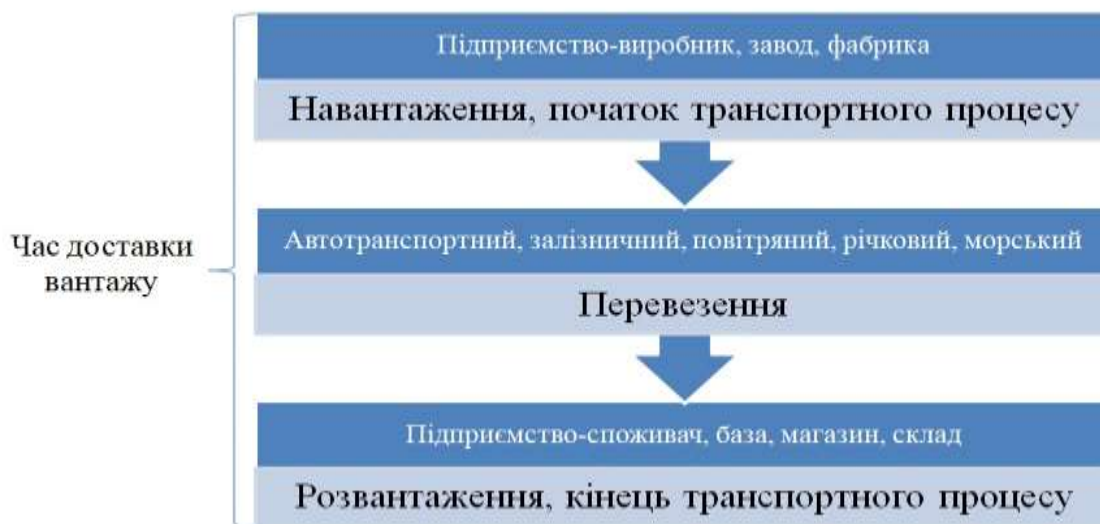 Підприємство-виробник, завод, фабрика
Навантаження, початок транспортного процесу
Час доставки
вантажу
Автотранспортний, залізничний, повітряний, річковий, морський
Перевезення
Підприємство-споживач, база, магазин, склад
Розвантаження, кінець транспортного процесу